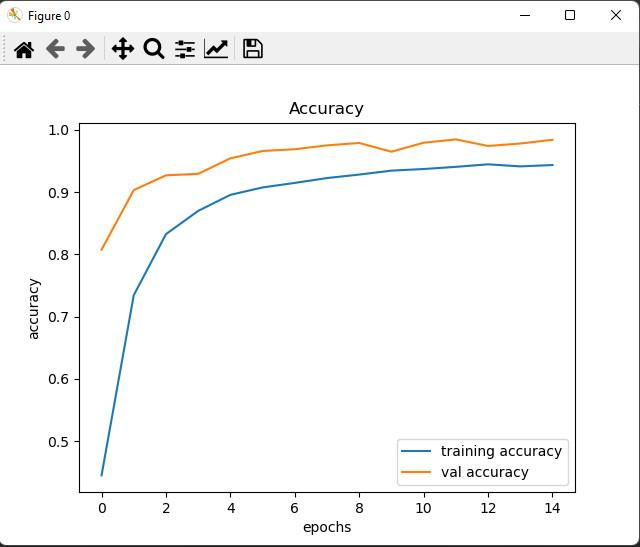 Figure 0
Accuracy
1.0
0.9
0.8
0.7
0.6
0.5
accuracy
training accuracy
val accuracy
0 2 4 6 8 10 12 14
epochs